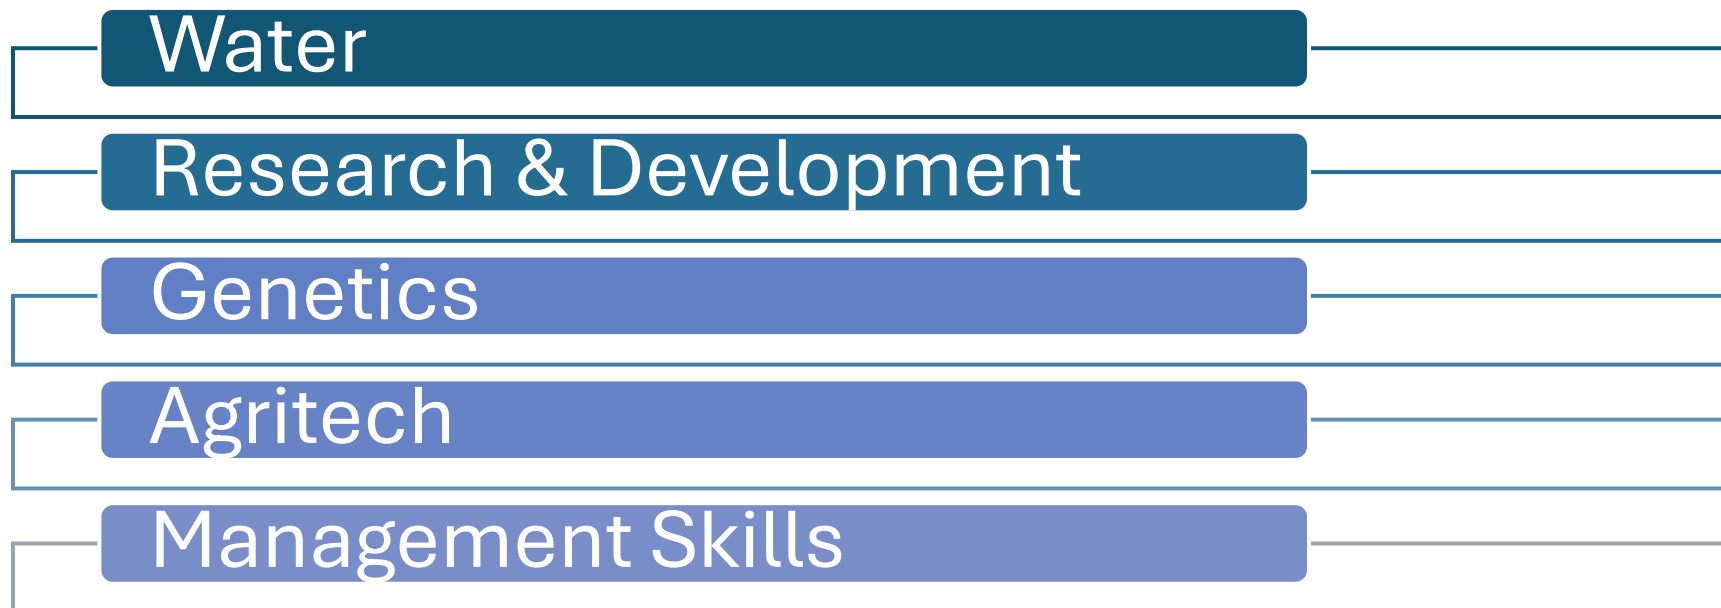 Water
Research & Development
Genetics
Agritech
Management Skills